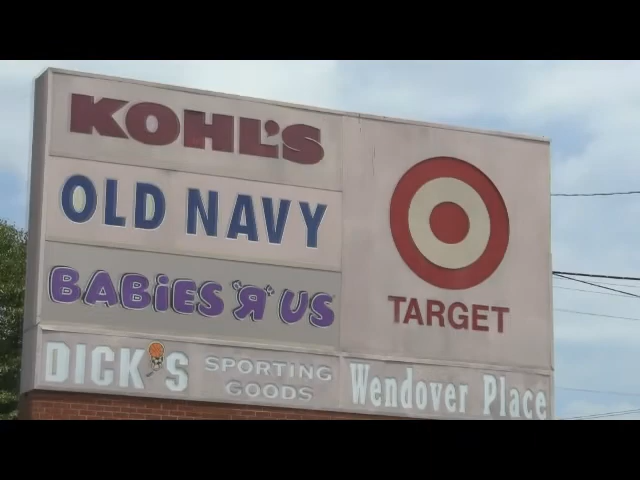 KOHL'S
OLD NAVY
BABIES "R" US
TARGET
DICK'S SPORTING GOODS
Wendover Place